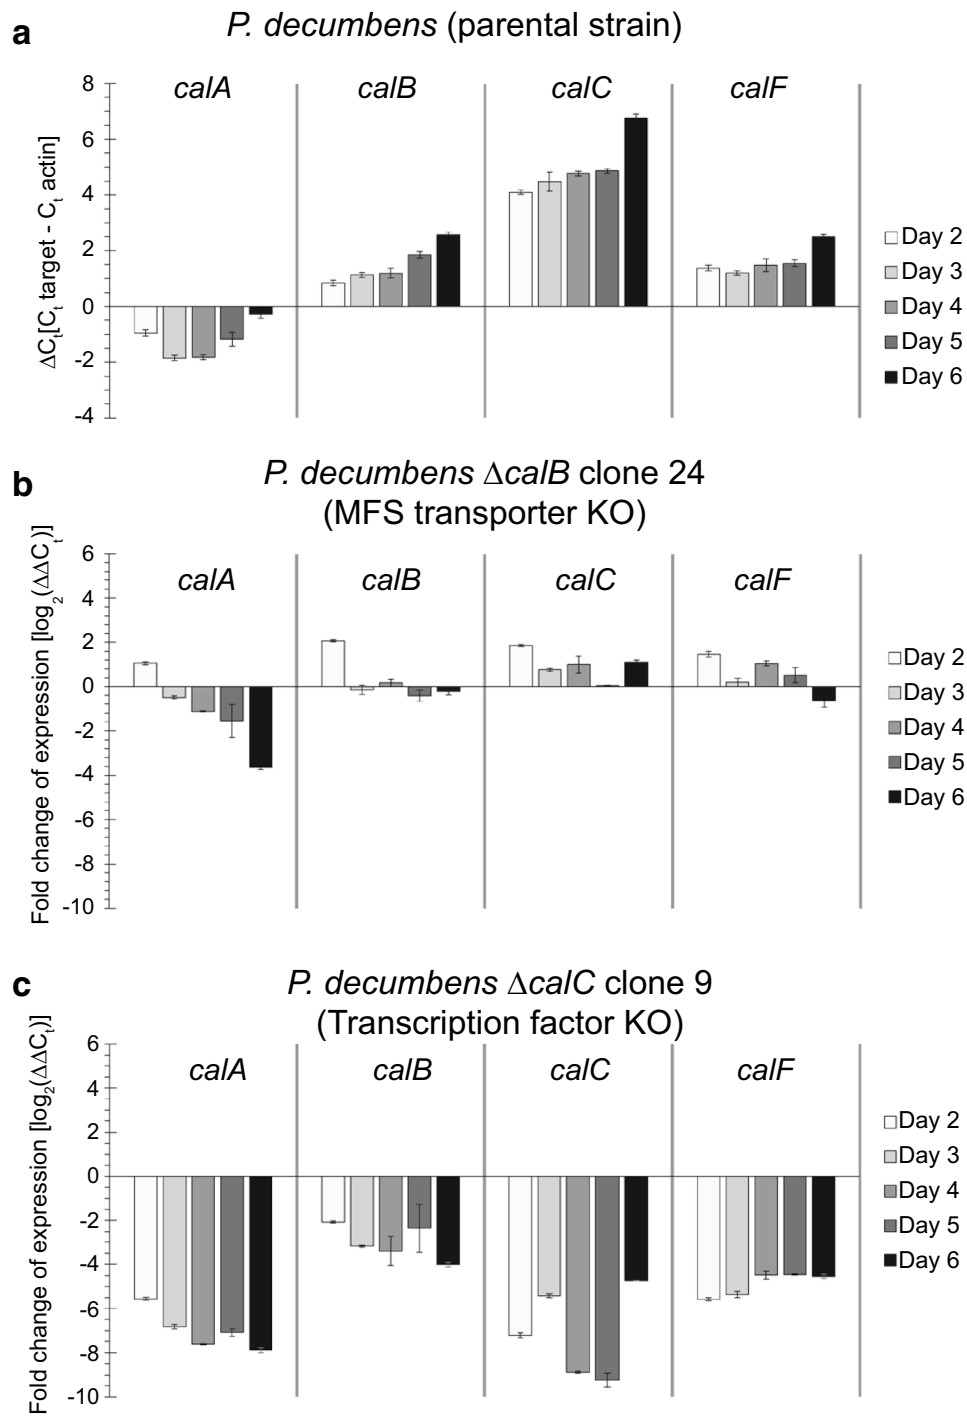 a
P. decumbens (parental strain)
ΔCt[Ct target - Ct actin]
8
6
4
2
0
-2
-4
calA
calB
calC
calF
Day 2
Day 3
Day 4
Day 5
Day 6
b
P. decumbens ΔcalB clone 24
(MFS transporter KO)
Fold change of expression [log2(ΔΔCt)]
6
4
2
0
-2
-4
-6
-8
-10
calA
calB
calC
calF
Day 2
Day 3
Day 4
Day 5
Day 6
c
P. decumbens ΔcalC clone 9
(Transcription factor KO)
Fold change of expression [log2(ΔΔCt)]
6
4
2
0
-2
-4
-6
-8
-10
calA
calB
calC
calF
Day 2
Day 3
Day 4
Day 5
Day 6